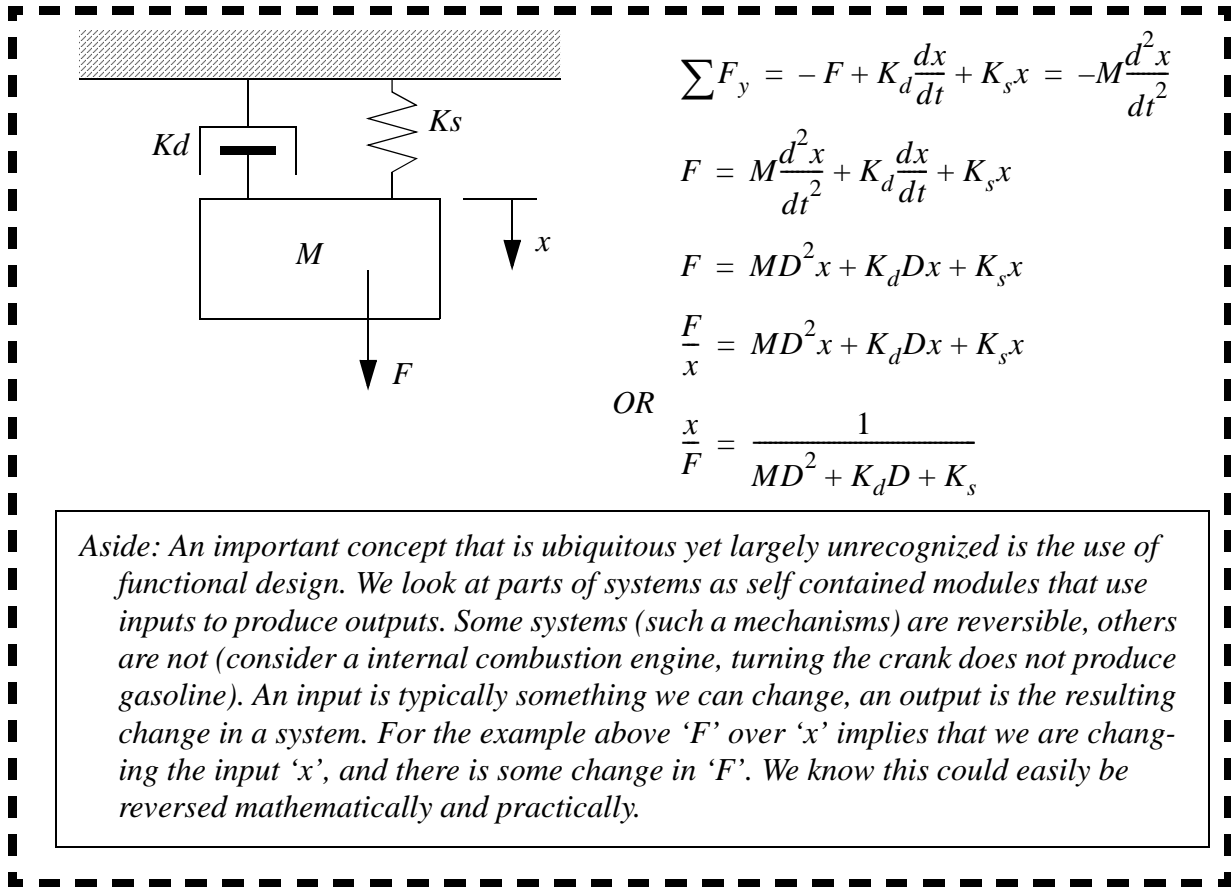 Kd
Ks
M
x
F
∑F_y = – F + K_d dx/dt + K_s x = –M d²x/dt²
F = M d²x/dt² + K_d dx/dt + K_s x
F = MD²x + K_d Dx + K_s x
F/x = MD²x + K_d Dx + K_s x
OR
x/F = 1/(MD² + K_d D + K_s)
Aside: An important concept that is ubiquitous yet largely unrecognized is the use of
functional design. We look at parts of systems as self contained modules that use
inputs to produce outputs. Some systems (such a mechanisms) are reversible, others
are not (consider a internal combustion engine, turning the crank does not produce
gasoline). An input is typically something we can change, an output is the resulting
change in a system. For the example above ‘F’ over ‘x’ implies that we are chang-
ing the input ‘x’, and there is some change in ‘F’. We know this could easily be
reversed mathematically and practically.